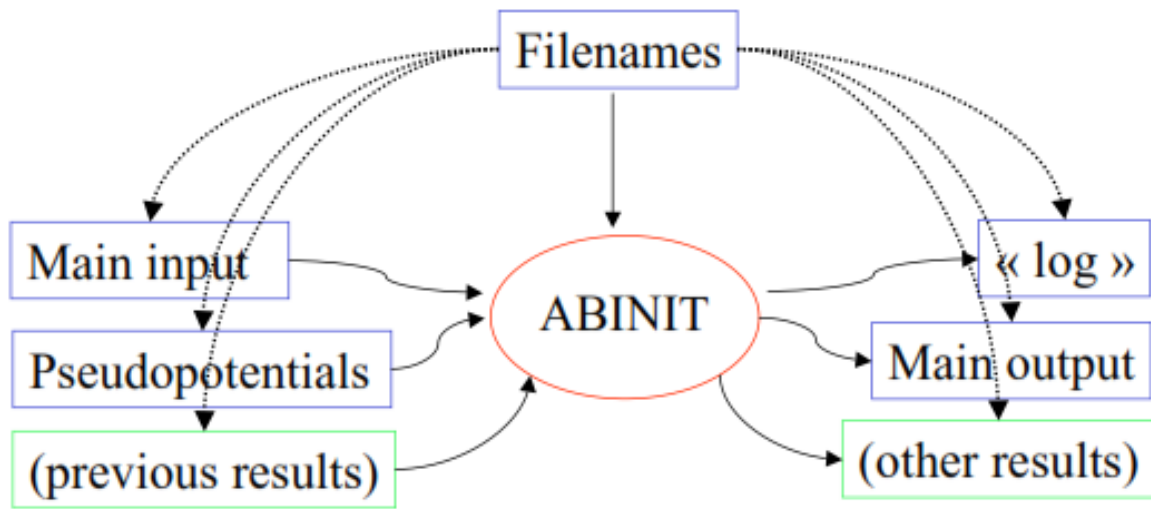 Filenames
Main input
ABINIT
« log »
Pseudopotentials
Main output
(previous results)
(other results)